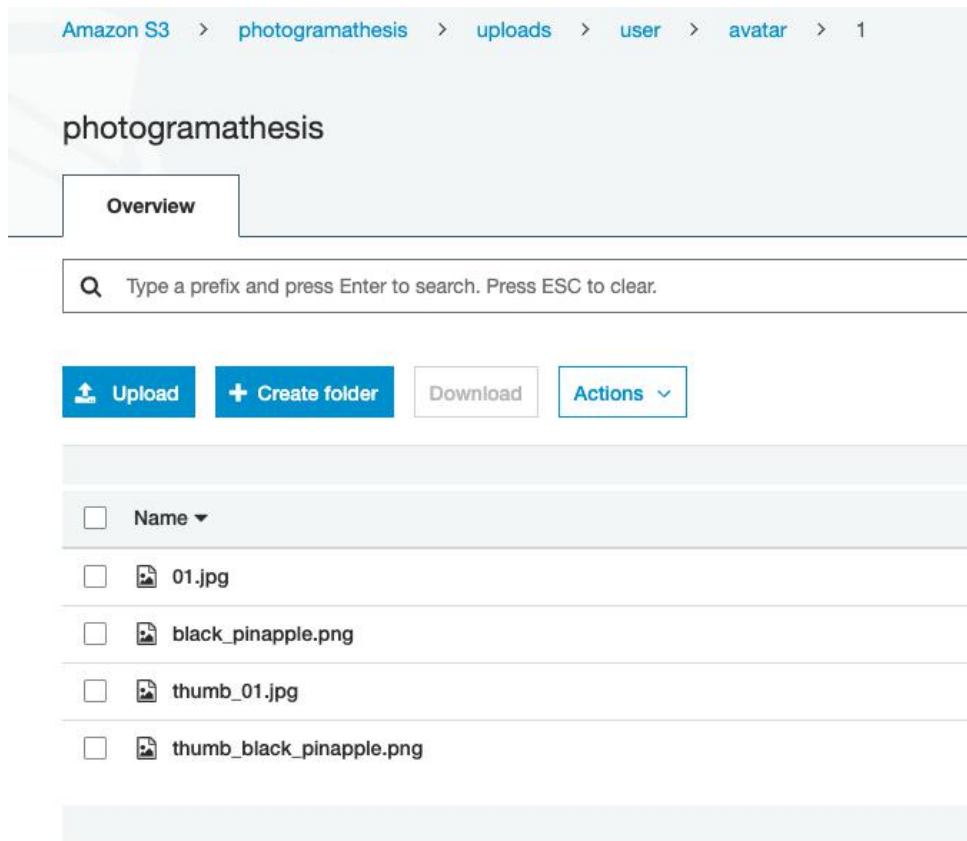 Amazon S3 > photogramathesis > uploads > user > avatar > 1
photogramathesis
Overview
Type a prefix and press Enter to search. Press ESC to clear.
Upload + Create folder Download Actions
Name
01.jpg
black_pinapple.png
thumb_01.jpg
thumb_black_pinapple.png